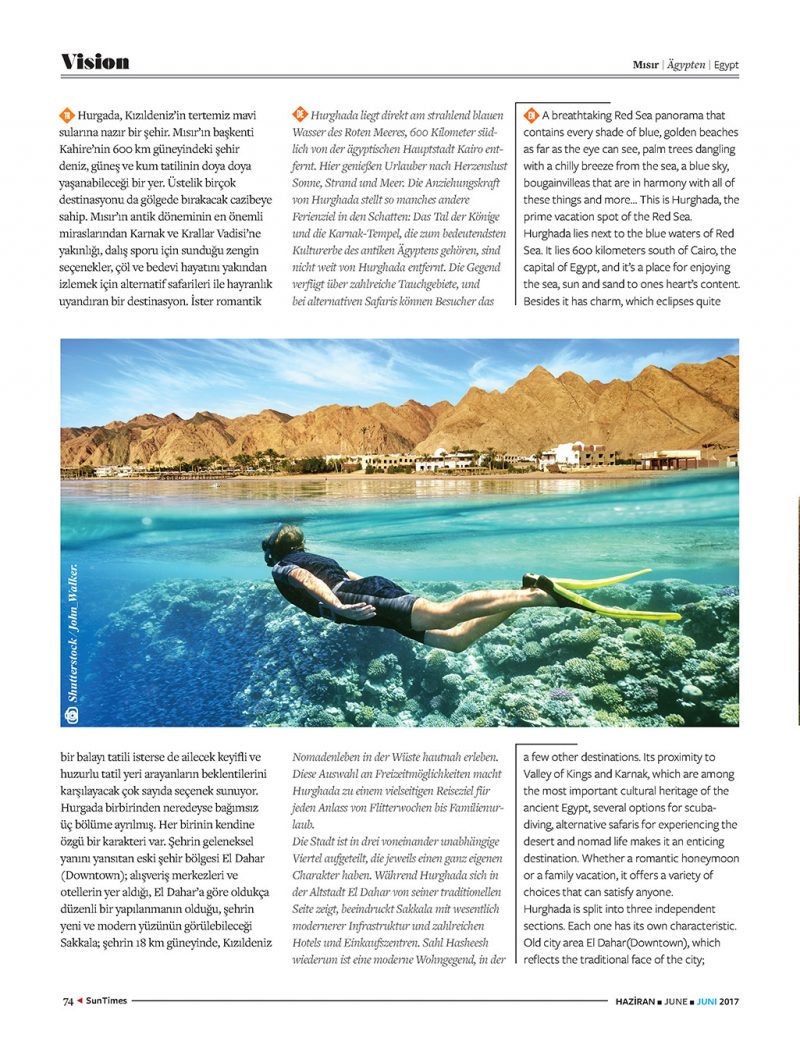 Vision
Mısır | Ägypten | Egypt
TR Hurgada, Kızıldeniz’in tertemiz mavi
sularına nazır bir şehir. Mısır’ın başkenti
Kahire’nin 600 km güneyindeki şehir
deniz, güneş ve kum tatilinin doya doya
yaşanabileceği bir yer. Üstelik birçok
destinasyonu da gölgede bırakacak cazibeye
sahip. Mısır’ın antik döneminin en önemli
miraslarından Karnak ve Krallar Vadisi’ne
yakınlığı, dalış sporu için sunduğu zengin
seçenekler, çöl ve bedevi hayatını yakından
izlemek için alternatif safarileri ile hayranlık
uyandıran bir destinasyon. İster romantik
bir balayı tatili isterse de ailecek keyifli ve
huzurlu tatil yeri arayanların beklentilerini
karşılayacak çok sayıda seçenek sunuyor.
Hurgada birbirinden neredeyse bağımsız
üç bölüme ayrılmış. Her birinin kendine
özgü bir karakteri var. Şehrin geleneksel
yanını yansıtan eski şehir bölgesi El Dahar
(Downtown); alışveriş merkezleri ve
otellerin yer aldığı, El Dahar’a göre oldukça
düzenli bir yapılanmanın olduğu, şehrin
yeni ve modern yüzünün görülebileceği
Sakkala; şehrin 18 km güneyinde, Kızıldeniz
DE Hurghada liegt direkt am strahlend blauen
Wasser des Roten Meeres, 600 Kilometer süd-
lich von der ägyptischen Hauptstadt Kairo ent-
fernt. Hier genießen Urlauber nach Herzenslust
Sonne, Strand und Meer. Die Anziehungskraft
von Hurghada stellt so manches andere
Ferienziel in den Schatten: Das Tal der Könige
und die Karnak-Tempel, die zum bedeutendsten
Kulturerbe des antiken Ägyptens gehören, sind
nicht weit von Hurghada entfernt. Die Gegend
verfügt über zahlreiche Tauchgebiete, und
bei alternativen Safaris können Besucher das
Nomadenleben in der Wüste hautnah erleben.
Diese Auswahl an Freizeitmöglichkeiten macht
Hurghada zu einem vielseitigen Reiseziel für
jeden Anlass von Flitterwochen bis Familienur-
laub.
Die Stadt ist in drei voneinander unabhängige
Viertel aufgeteilt, die jeweils einen ganz eigenen
Charakter haben. Während Hurghada sich in
der Altstadt El Dahar von seiner traditionellen
Seite zeigt, beeindruckt Sakkala mit wesentlich
modernerer Infrastruktur und zahlreichen
Hotels und Einkaufszentren. Sahl Hasheesh
wiederum ist eine moderne Wohngegend, in der
EN A breathtaking Red Sea panorama that
contains every shade of blue, golden beaches
as far as the eye can see, palm trees dangling
with a chilly breeze from the sea, a blue sky,
bougainvilleas that are in harmony with all of
these things and more... This is Hurghada, the
prime vacation spot of the Red Sea.
Hurghada lies next to the blue waters of Red
Sea. It lies 600 kilometers south of Cairo, the
capital of Egypt, and it’s a place for enjoying
the sea, sun and sand to ones heart’s content.
Besides it has charm, which eclipses quite
a few other destinations. Its proximity to
Valley of Kings and Karnak, which are among
the most important cultural heritage of the
ancient Egypt, several options for scuba-
diving, alternative safaris for experiencing the
desert and nomad life makes it an enticing
destination. Whether a romantic honeymoon
or a family vacation, it offers a variety of
choices that can satisfy anyone.
Hurghada is split into three independent
sections. Each one has its own characteristic.
Old city area El Dahar(Downtown), which
reflects the traditional face of the city;
Shutterstock / John_Walker.
74 ◄ SunTimes
HAZİRAN ■ JUNE ■ JUNI 2017